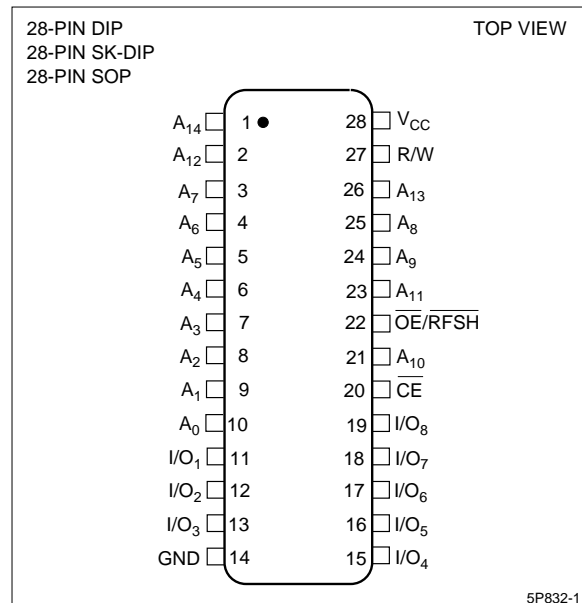 28-PIN DIP
28-PIN SK-DIP
28-PIN SOP
TOP VIEW
A14 1 28 VCC
A12 2 27 R/W
A7 3 26 A13
A6 4 25 A8
A5 5 24 A9
A4 6 23 A11
A3 7 22 O̅E̅/R̅F̅S̅H̅
A2 8 21 A10
A1 9 20 C̅E̅
A0 10 19 I/O8
I/O1 11 18 I/O7
I/O2 12 17 I/O6
I/O3 13 16 I/O5
GND 14 15 I/O4
5P832-1